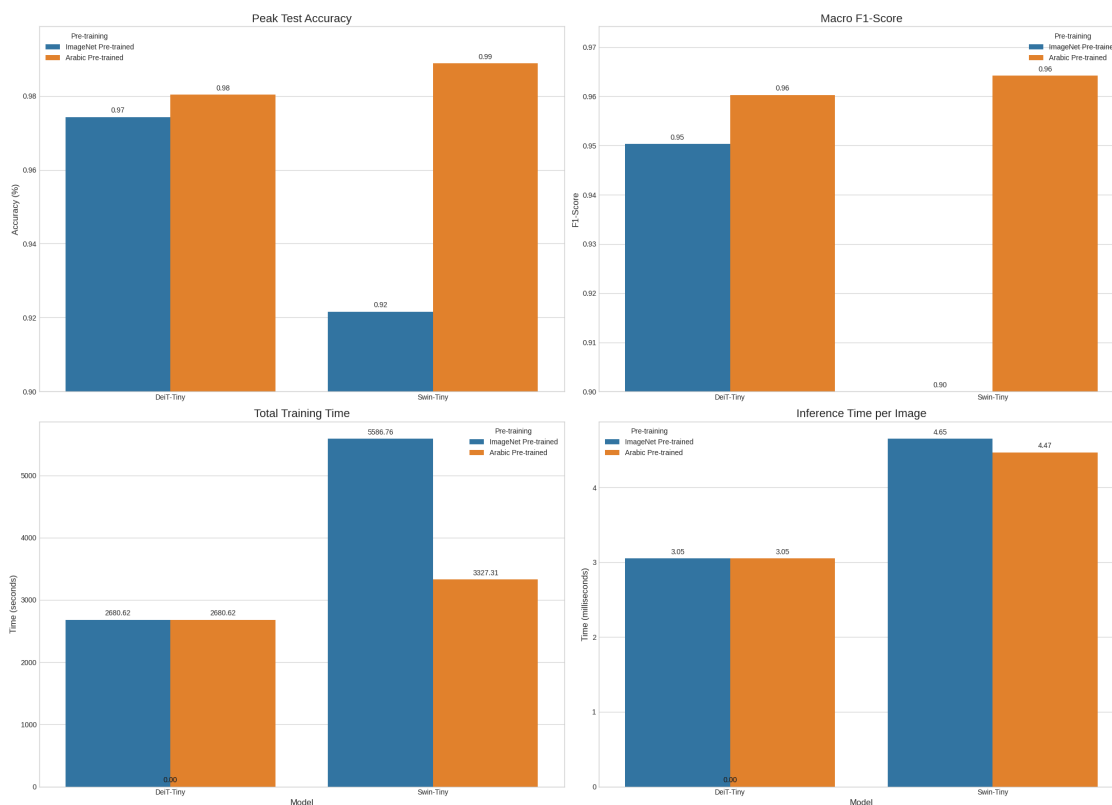 Peak Test Accuracy
Pre-training
ImageNet Pre-trained
Arabic Pre-trained
Accuracy (%)
0.98
0.96
0.94
0.92
0.90
0.97
0.98
0.92
0.99
DeiT-Tiny
Swin-Tiny
Macro F1-Score
Pre-training
ImageNet Pre-trained
Arabic Pre-trained
F1-Score
0.97
0.96
0.95
0.94
0.93
0.92
0.91
0.90
0.95
0.96
0.90
0.96
DeiT-Tiny
Swin-Tiny
Total Training Time
Pre-training
ImageNet Pre-trained
Arabic Pre-trained
Time (seconds)
5000
4000
3000
2000
1000
0
2680.62
2680.62
5586.76
3327.31
0.00
DeiT-Tiny
Swin-Tiny
Model
Inference Time per Image
Pre-training
ImageNet Pre-trained
Arabic Pre-trained
Time (milliseconds)
4
3
2
1
0
3.05
3.05
4.65
4.47
0.00
DeiT-Tiny
Swin-Tiny
Model